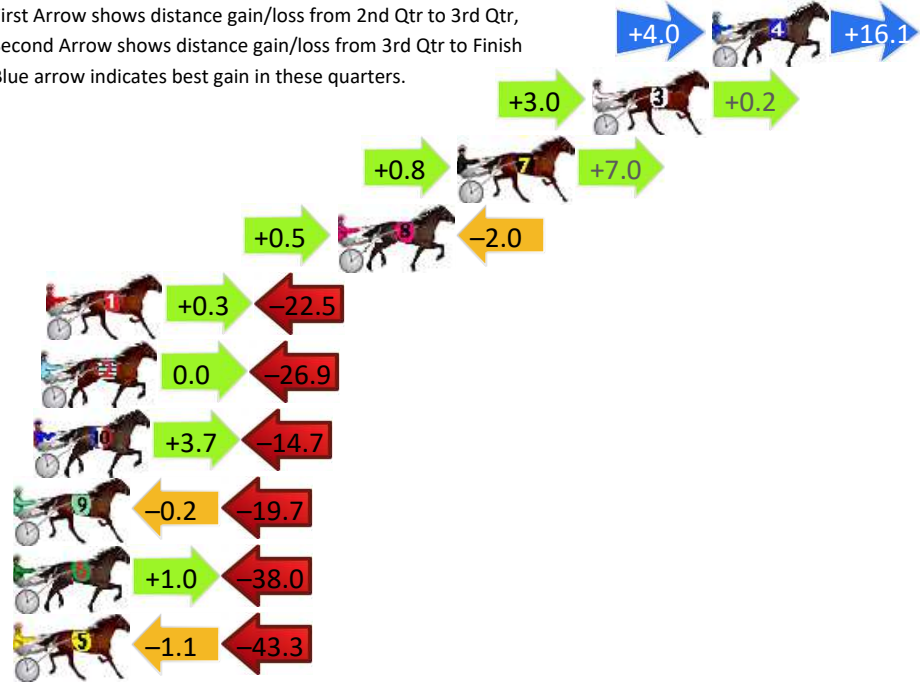 irst Arrow shows distance gain/loss from 2nd Qtr to 3rd Qtr,
Second Arrow shows distance gain/loss from 3rd Qtr to Finish
Blue arrow indicates best gain in these quarters.
+4.0 4 +16.1
+3.0 3 +0.2
+0.8 7 +7.0
+0.5 8 –2.0
1 +0.3 –22.5
2 0.0 –26.9
10 +3.7 –14.7
9 –0.2 –19.7
6 +1.0 –38.0
5 –1.1 –43.3